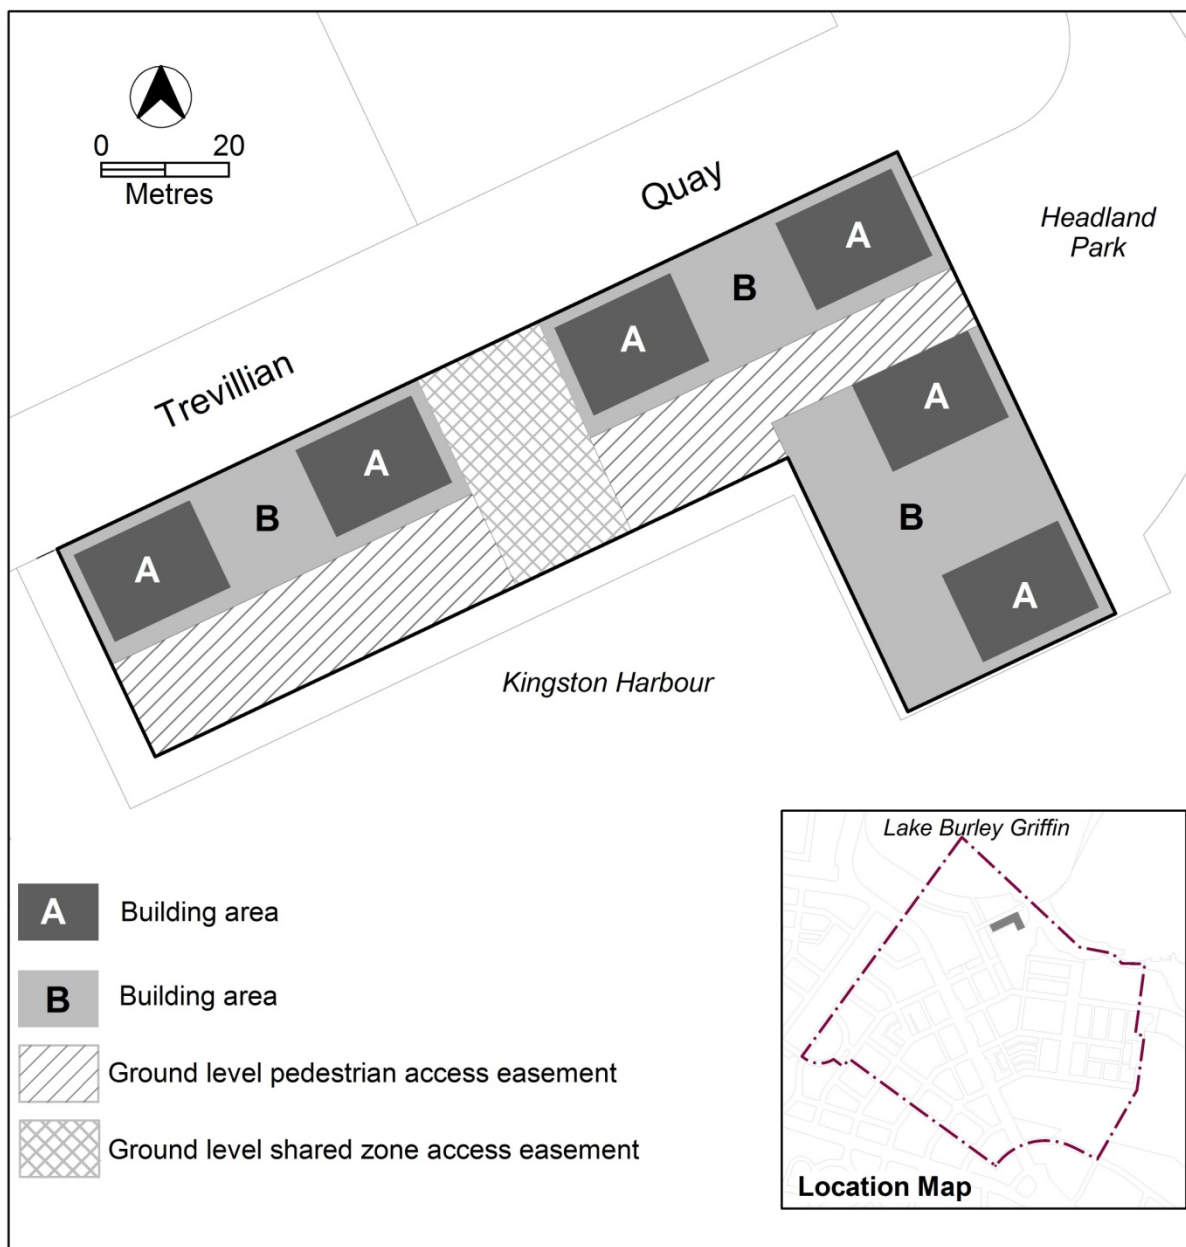 0 20
Metres
Quay
Headland
Park
A
B
A
Trevillian
A
A
B
A
B
A
Kingston Harbour
A Building area
B Building area
Ground level pedestrian access easement
Ground level shared zone access easement
Lake Burley Griffin
Location Map